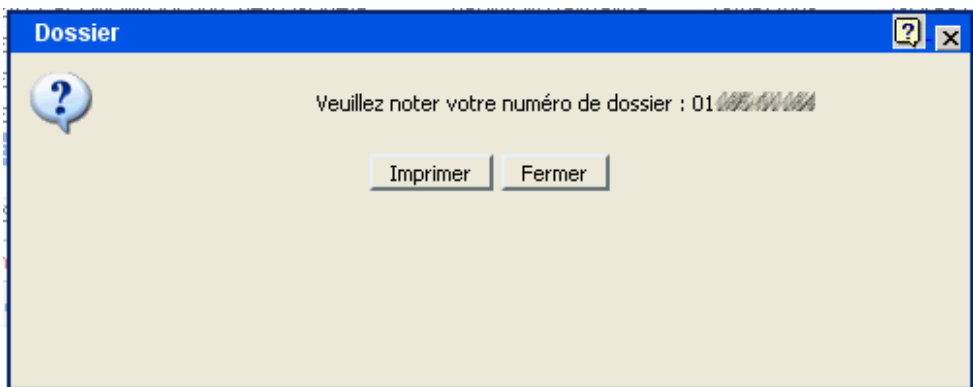 Dossier
Veuillez noter votre numéro de dossier : 01
Imprimer
Fermer